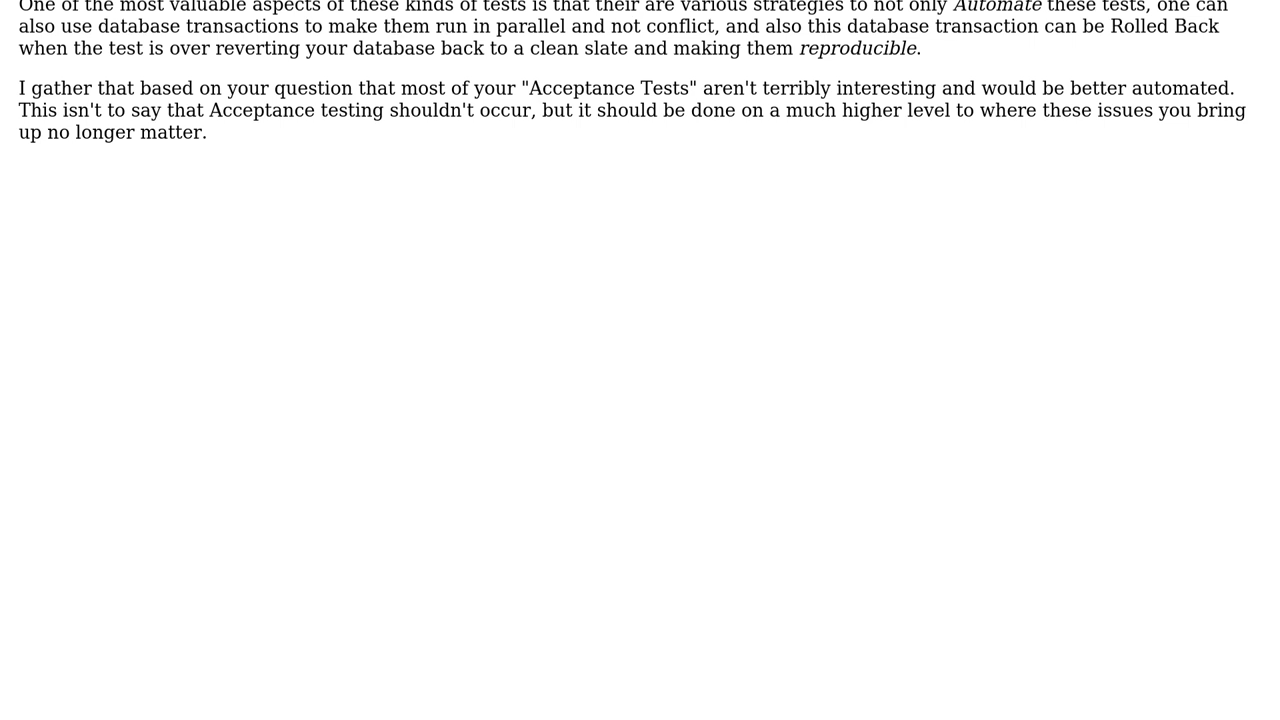 One of the most valuable aspects of these kinds of tests is that their are various strategies to not only Automate these tests, one can
also use database transactions to make them run in parallel and not conflict, and also this database transaction can be Rolled Back
when the test is over reverting your database back to a clean slate and making them reproducible.
I gather that based on your question that most of your "Acceptance Tests" aren't terribly interesting and would be better automated.
This isn't to say that Acceptance testing shouldn't occur, but it should be done on a much higher level to where these issues you bring
up no longer matter.